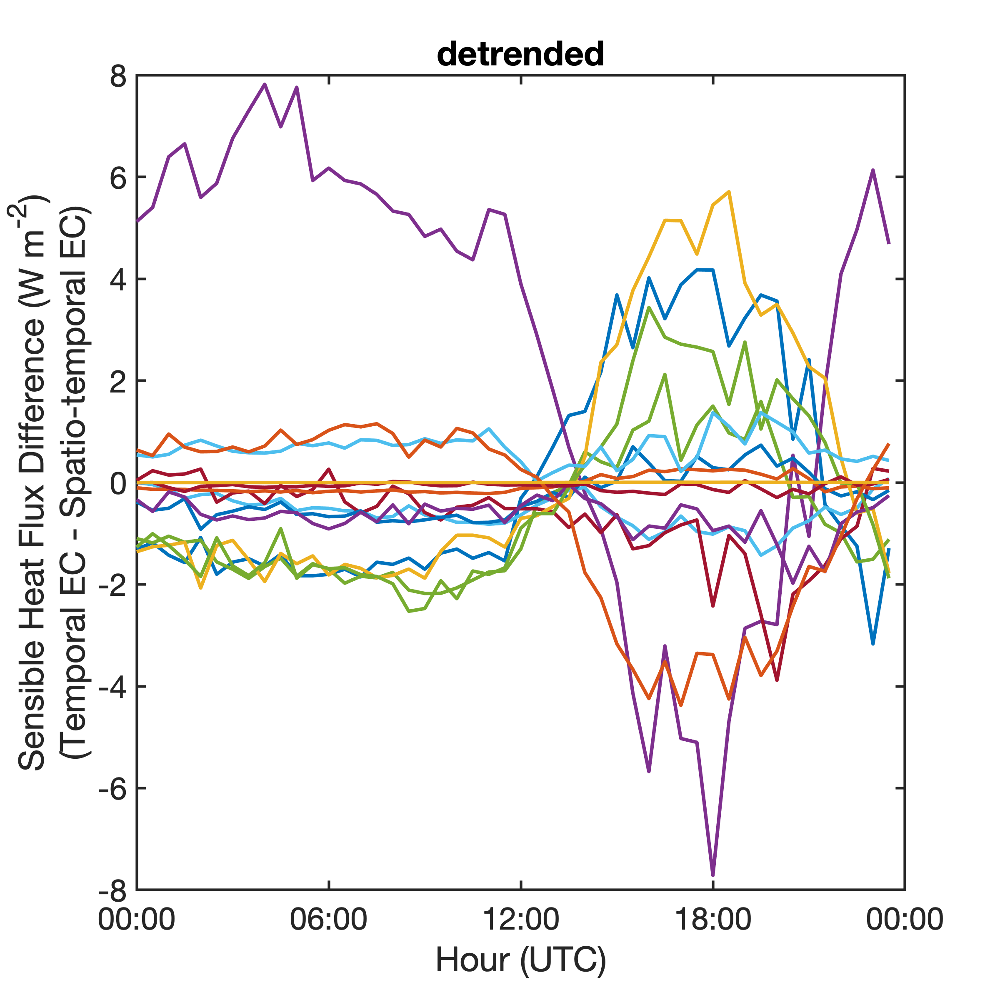 detrended
Sensible Heat Flux Difference (W m-2)
(Temporal EC - Spatio-temporal EC)
8
6
4
2
0
-2
-4
-6
-8
00:00 06:00 12:00 18:00 00:00
Hour (UTC)